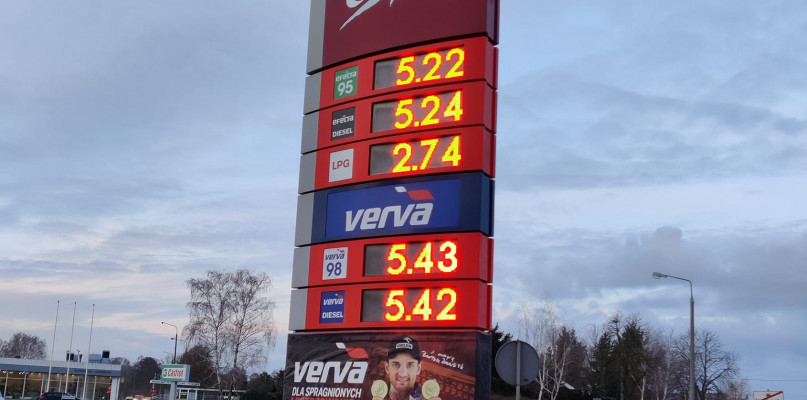 efecta
95
5.22
efecta
DIESEL
5.24
LPG
2.74
verva
verva
98
5.43
verva
DIESEL
5.42
verva
DLA SPRAGNIONYCH
Castrol